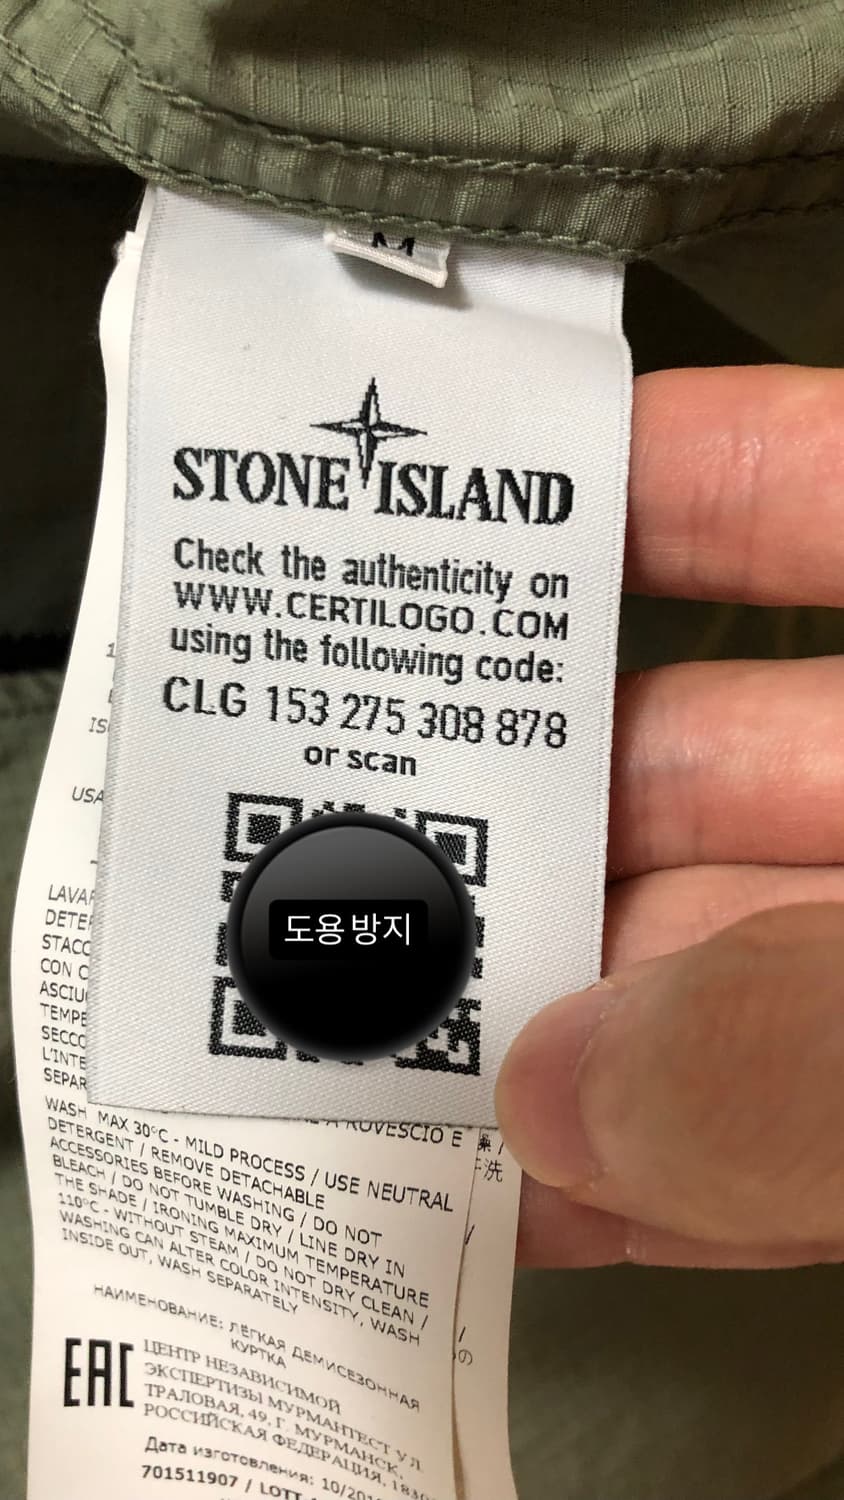 M
STONE ISLAND
Check the authenticity on
WWW.CERTILOGO.COM
using the following code:
CLG 153 275 308 878
or scan
도용방지
USA
WASH MAX 30°C - MILD PROCESS / USE NEUTRAL
DETERGENT / REMOVE DETACHABLE
ACCESSORIES BEFORE WASHING / DO NOT
BLEACH / DO NOT TUMBLE DRY / LINE DRY IN
THE SHADE / IRONING MAXIMUM TEMPERATURE
110°C - WITHOUT STEAM / DO NOT DRY CLEAN /
WASHING CAN ALTER COLOR INTENSITY, WASH
INSIDE OUT, WASH SEPARATELY
НАИМЕНОВАНИЕ: ЛЁГКАЯ ДЕМИСЕЗОННАЯ
КУРТКА
EAC
ЦЕНТР НЕЗАВИСИМОЙ
ЭКСПЕРТИЗЫ МУРМАНТЕСТ УЛ.
ТРАЛОВАЯ, 49, Г. МУРМАНСК,
РОССИЙСКАЯ ФЕДЕРАЦИЯ,
Дата изготовления:
701511907 / LOTT